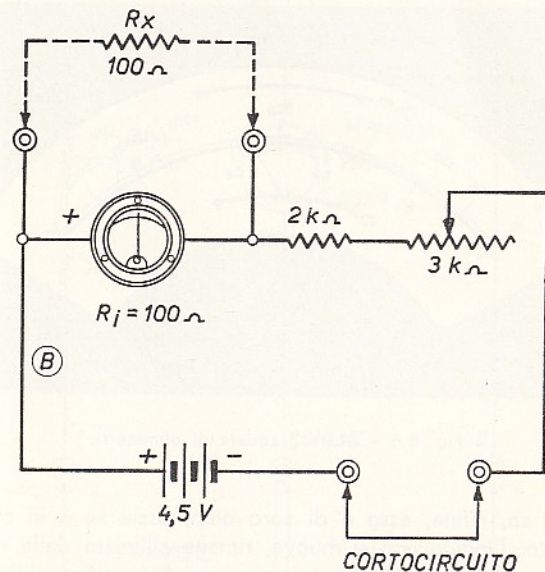 Rx
100 Ω
+
2 kΩ
3 kΩ
Ri = 100 Ω
B
+ -
4,5 V
CORTOCIRCUITO